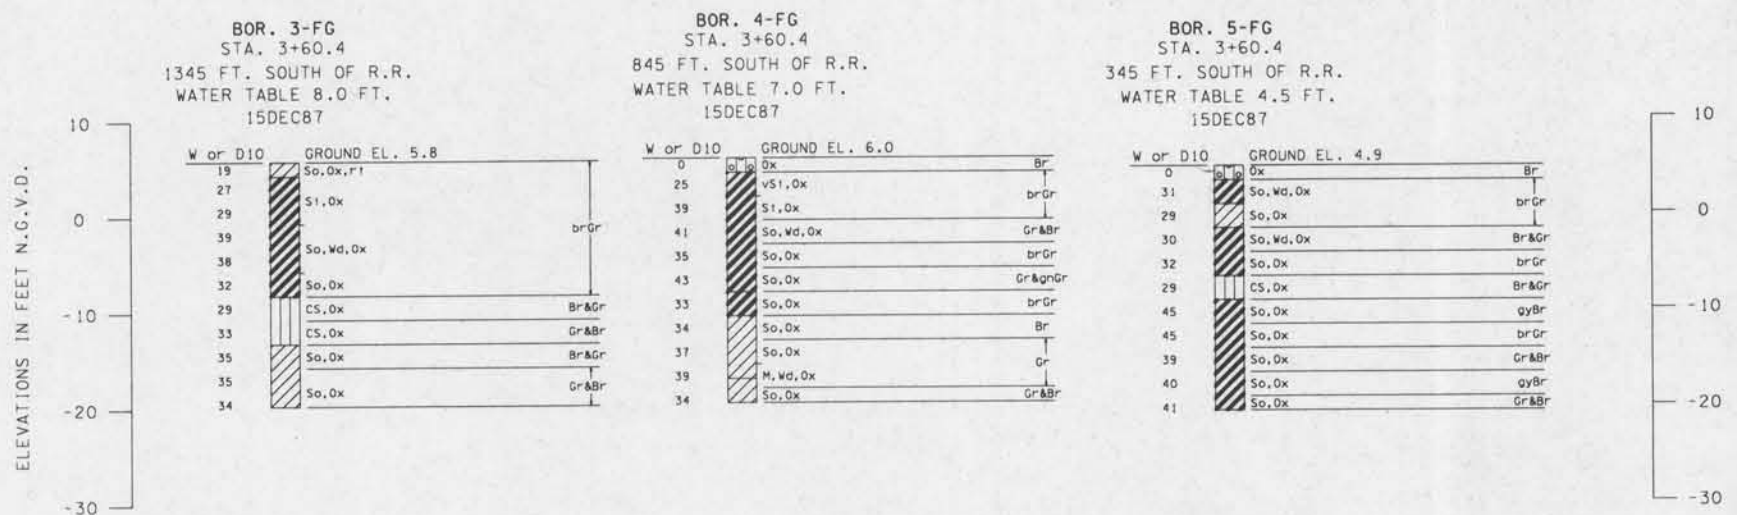 BOR. 3-FG
STA. 3+60.4
1345 FT. SOUTH OF R.R.
WATER TABLE 8.0 FT.
15DEC87
W or D10 GROUND EL. 5.8
19 So,Ox,rt
27
St,Ox
29
brGr
39
So,Wd,Ox
38
32 So,Ox
29 CS,Ox Br&Gr
33 CS,Ox Gr&Br
35 So,Ox Br&Gr
35 Gr&Br
So,Ox
34
BOR. 4-FG
STA. 3+60.4
845 FT. SOUTH OF R.R.
WATER TABLE 7.0 FT.
15DEC87
W or D10 GROUND EL. 6.0
0 Ox Br
25 vSt,Ox
brGr
39 St,Ox
41 So,Wd,Ox Gr&Br
35 So,Ox brGr
43 So,Ox Gr&gnGr
33 So,Ox brGr
34 So,Ox Br
37 So,Ox
Gr
39 M,Wd,Ox
34 So,Ox Gr&Br
BOR. 5-FG
STA. 3+60.4
345 FT. SOUTH OF R.R.
WATER TABLE 4.5 FT.
15DEC87
W or D10 GROUND EL. 4.9
0 Ox Br
31 So,Wd,Ox
brGr
29 So,Ox
30 So,Wd,Ox Br&Gr
32 So,Ox brGr
29 CS,Ox Br&Gr
45 So,Ox gyBr
45 So,Ox brGr
39 So,Ox Gr&Br
40 So,Ox gyBr
41 So,Ox Gr&Br
ELEVATIONS IN FEET N.G.V.D.
10
0
-10
-20
-30
10
0
-10
-20
-30